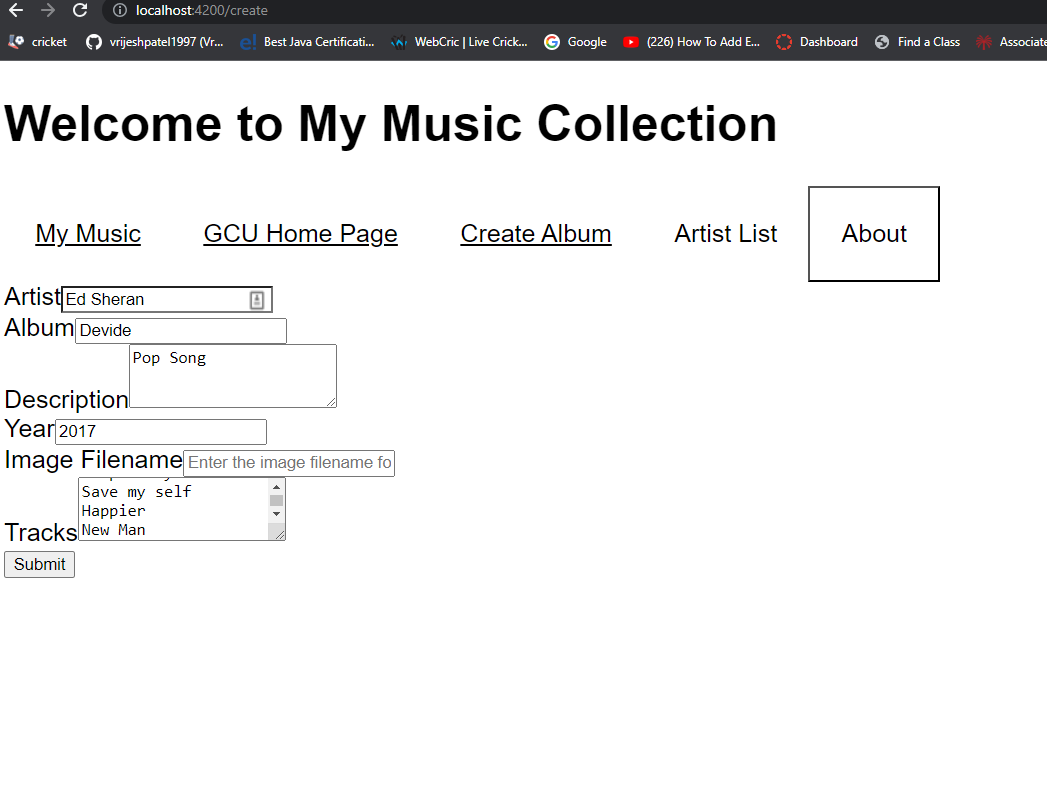 localhost:4200/create
cricket vrijeshpatel1997 (Vr... Best Java Certificati... WebCric | Live Crick... Google (226) How To Add E... Dashboard Find a Class Associate
Welcome to My Music Collection
My Music GCU Home Page Create Album Artist List About
Artist Ed Sheran
Album Devide
Pop Song
Description
Year 2017
Image Filename Enter the image filename fo
Save my self
Happier
New Man
Tracks
Submit